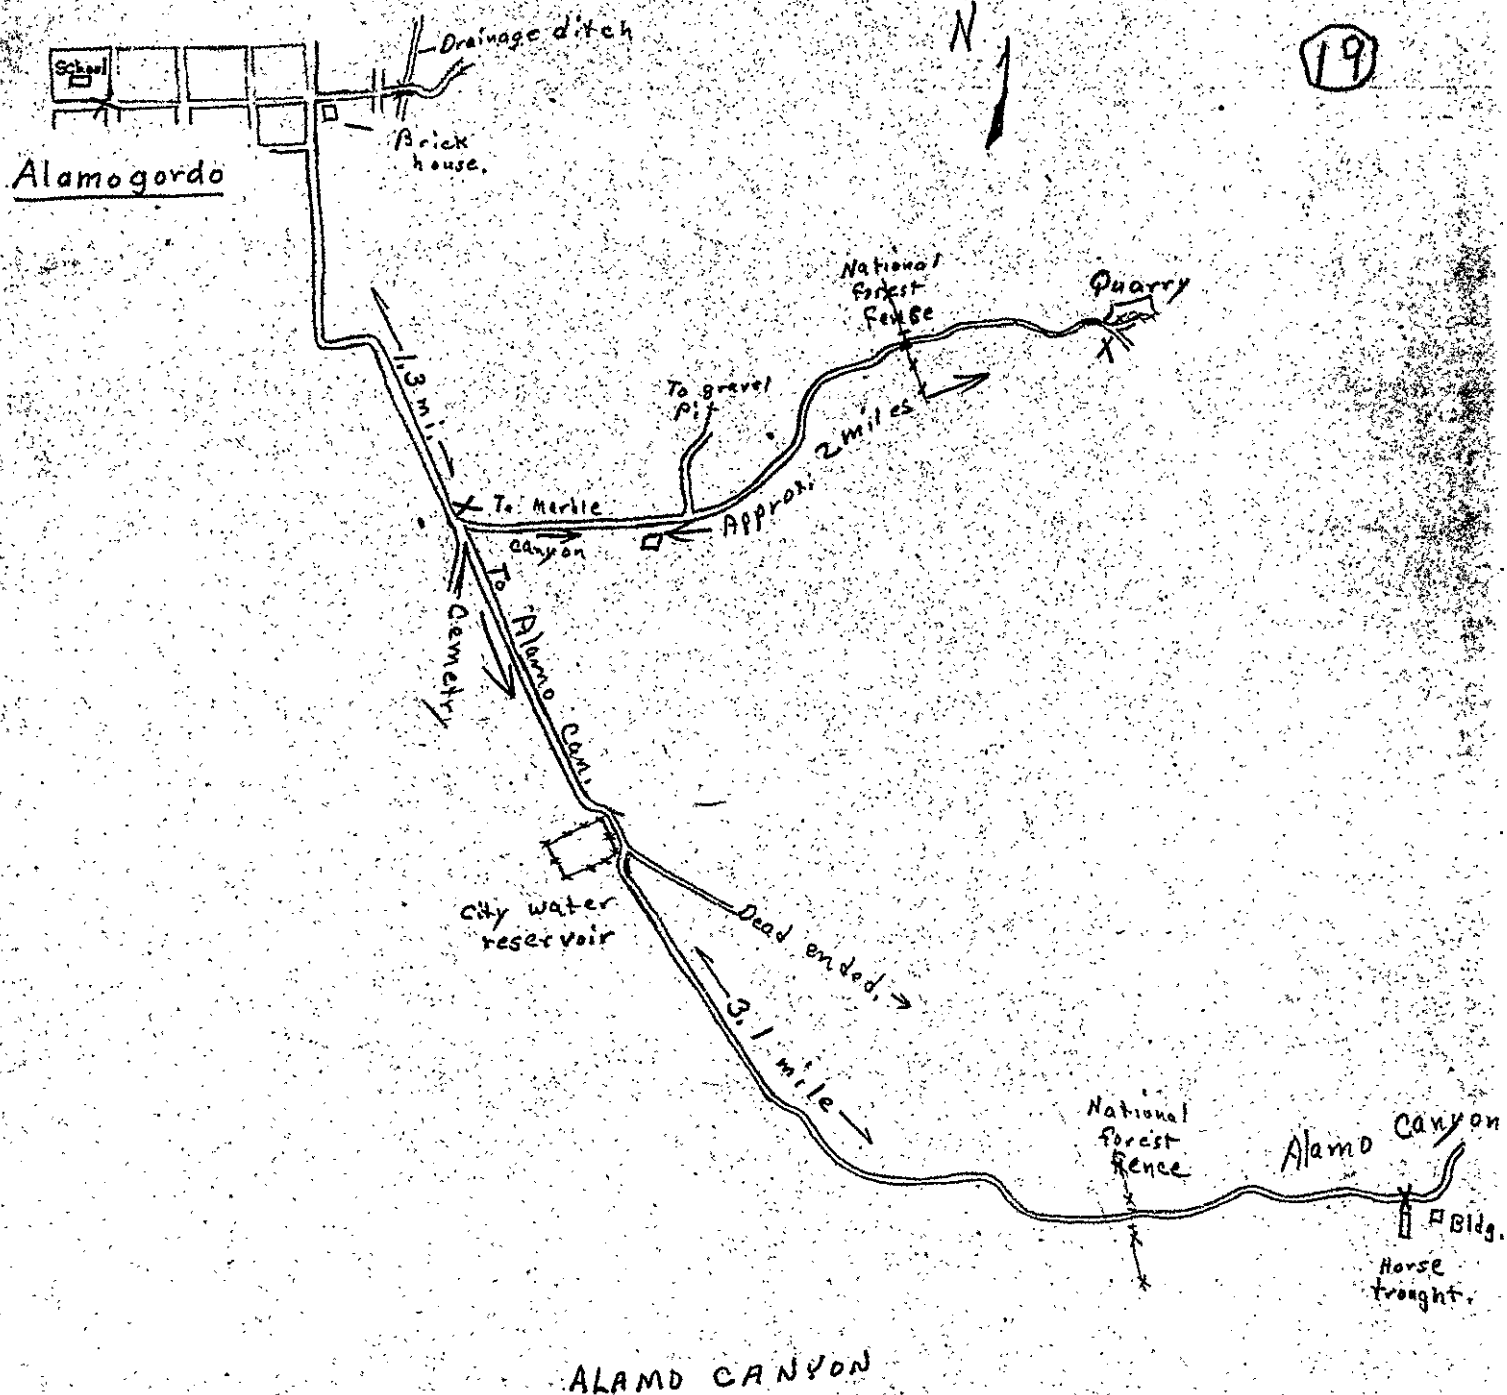 N
19
Drainage ditch
School
Brick
house.
Alamogordo
National
forest
Fence
Quarry
1.3 mi.
To gravel
Pit
Approx. 2 miles
To Marble
canyon
To Alamo Can.
Cemetry
City water
reservoir
Dead ended.
3.1 mile
National
forest
Fence
Alamo Canyon
Bldg.
Horse
trought.
ALAMO CANYON